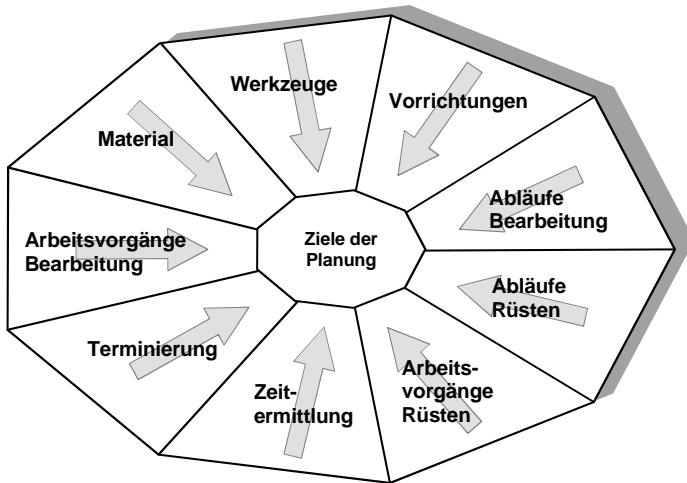 Werkzeuge
Vorrichtungen
Material
Abläufe
Bearbeitung
Arbeitsvorgänge
Bearbeitung
Ziele der
Planung
Abläufe
Rüsten
Terminierung
Zeit-
ermittlung
Arbeits-
vorgänge
Rüsten